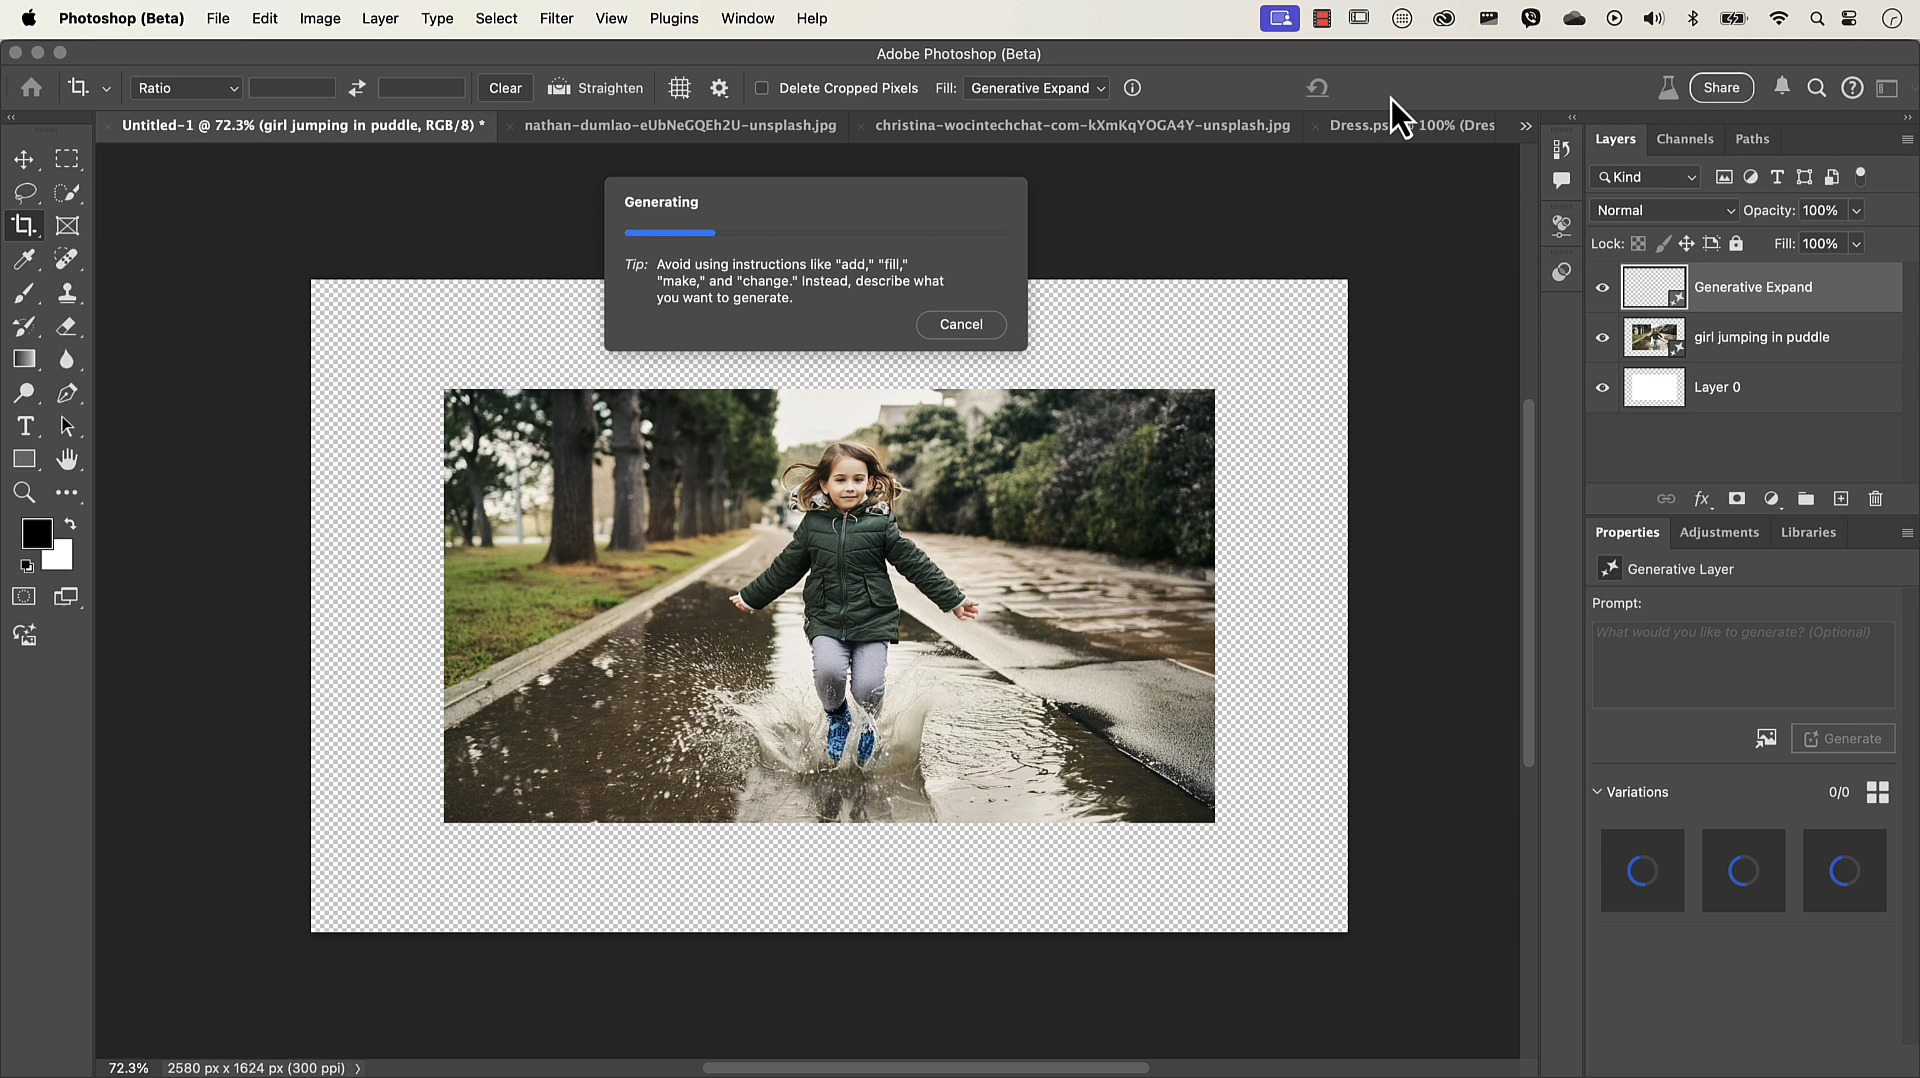 Photoshop (Beta) File Edit Image Layer Type Select Filter View Plugins Window Help
Adobe Photoshop (Beta)
Ratio Clear Straighten Delete Cropped Pixels Fill: Generative Expand Share
Untitled-1 @ 72.3% (girl jumping in puddle, RGB/8) * nathan-dumlao-eUbNeGQEh2U-unsplash.jpg christina-wocintechchat-com-kXmKqYOGA4Y-unsplash.jpg 100% (Dres
Generating
Tip: Avoid using instructions like "add," "fill,"
"make," and "change." Instead, describe what
you want to generate.
Cancel
Layers Channels Paths
Kind
Normal Opacity: 100%
Lock: Fill: 100%
Generative Expand
girl jumping in puddle
Layer 0
fx
Properties Adjustments Libraries
Generative Layer
Prompt:
What would you like to generate? (Optional)
Generate
Variations 0/0
72.3% 2580 px x 1624 px (300 ppi)